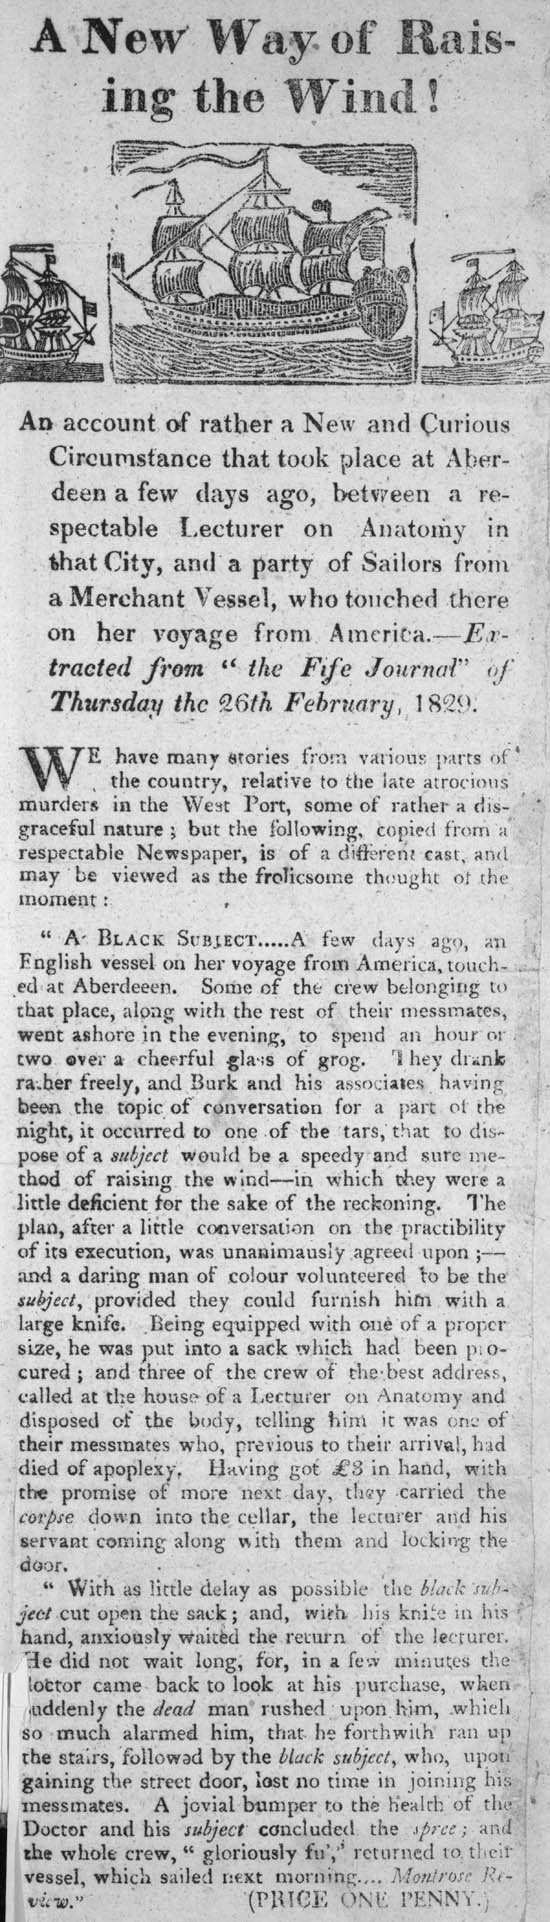 A New Way of Rais-
ing the Wind!
An account of rather a New and Curious
Circumstance that took place at Aber-
deen a few days ago, between a re-
spectable Lecturer on Anatomy in
that City, and a party of Sailors from
a Merchant Vessel, who touched there
on her voyage from America.—Ex-
tracted from "the Fife Journal" of
Thursday the 26th February, 1829.
WE have many stories from various parts of
the country, relative to the late atrocious
murders in the West Port, some of rather a dis-
graceful nature; but the following, copied from a
respectable Newspaper, is of a different cast, and
may be viewed as the frolicsome thought of the
moment:
"A BLACK SUBJECT.....A few days ago, an
English vessel on her voyage from America, touch-
ed at Aberdeeen. Some of the crew belonging to
that place, along with the rest of their messmates,
went ashore in the evening, to spend an hour or
two over a cheerful glass of grog. They drank
rather freely, and Burk and his associates having
been the topic of conversation for a part of the
night, it occurred to one of the tars, that to dis-
pose of a subject would be a speedy and sure me-
thod of raising the wind—in which they were a
little deficient for the sake of the reckoning. The
plan, after a little conversation on the practibility
of its execution, was unanimausly agreed upon;—
and a daring man of colour volunteered to be the
subject, provided they could furnish him with a
large knife. Being equipped with one of a proper
size, he was put into a sack which had been pro-
cured; and three of the crew of the best address,
called at the house of a Lecturer on Anatomy and
disposed of the body, telling him it was one of
their messmates who, previous to their arrival, had
died of apoplexy. Having got £3 in hand, with
the promise of more next day, they carried the
corpse down into the cellar, the lecturer and his
servant coming along with them and locking the
door.
"With as little delay as possible the black sub-
ject cut open the sack; and, with his knife in his
hand, anxiously waited the return of the lecturer.
He did not wait long, for, in a few minutes the
doctor came back to look at his purchase, when
suddenly the dead man rushed upon him, which
so much alarmed him, that he forthwith ran up
the stairs, followed by the black subject, who, upon
gaining the street door, lost no time in joining his
messmates. A jovial bumper to the health of the
Doctor and his subject concluded the spree; and
the whole crew, "gloriously fu'," returned to their
vessel, which sailed next morning.... Montrose Re-
view." (PRICE ONE PENNY.)